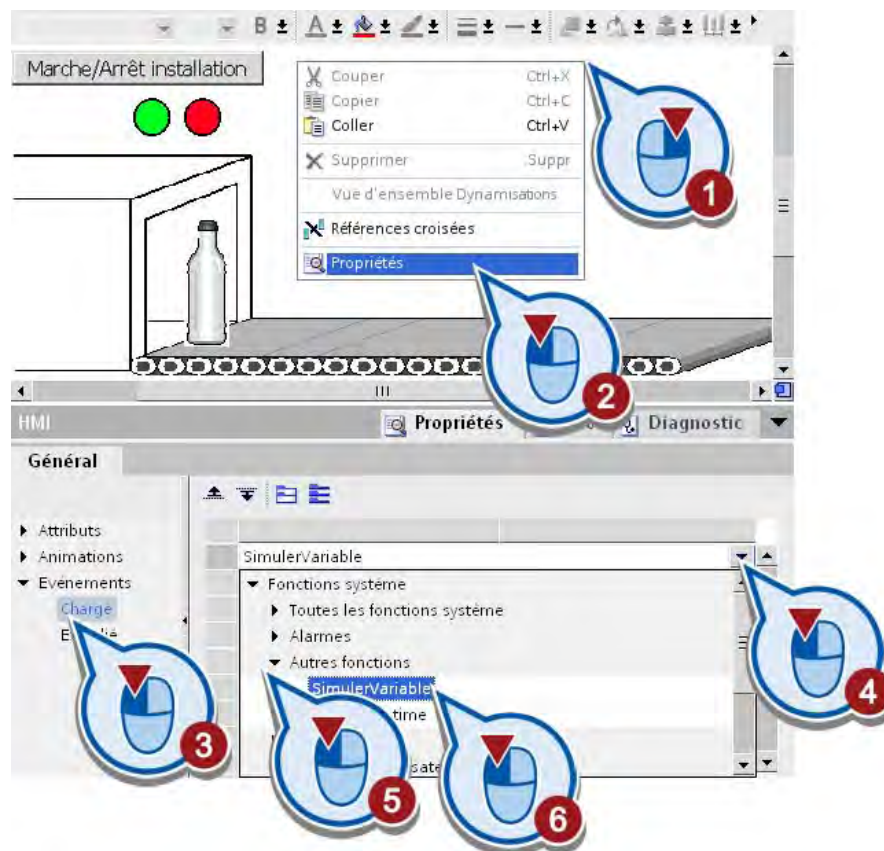 B A
Marche/Arrêt installation
Couper Ctrl+X
Copier Ctrl+C
Coller Ctrl+V
Supprimer Suppr
Vue d'ensemble Dynamisations
Références croisées
Propriétés
1
2
HMI Propriétés Diagnostic
Général
Attributs
Animations
Evénements
Chargé
SimulerVariable
Fonctions système
Toutes les fonctions système
Alarmes
Autres fonctions
SimulerVariable
time
3
4
5
6